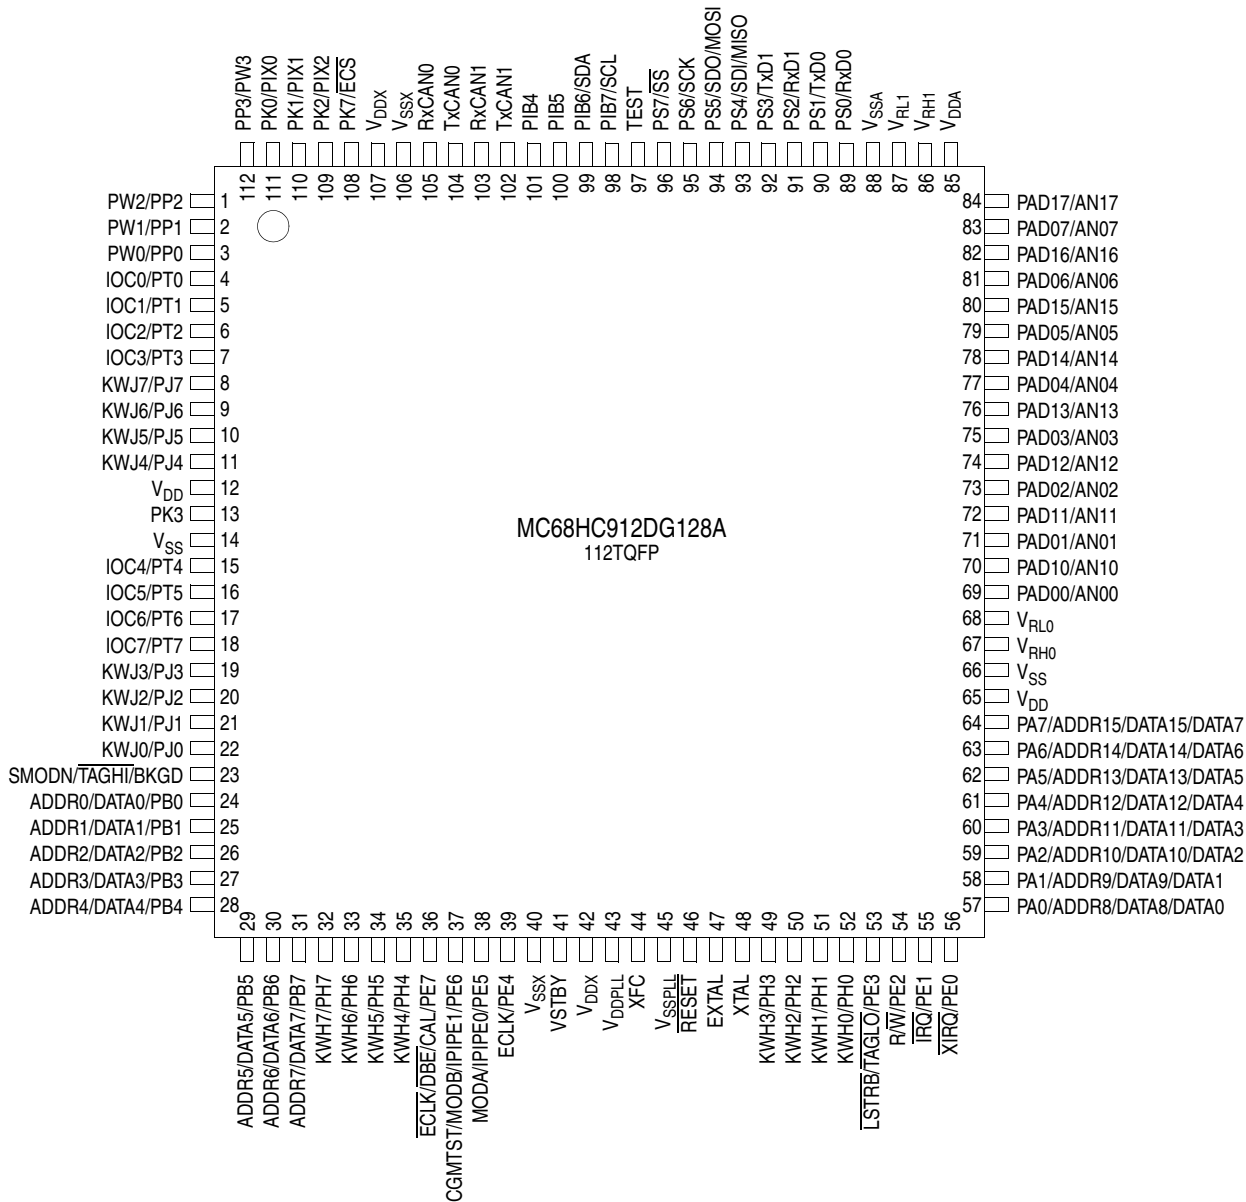 PP3/PW3
PK0/PIX0
PK1/PIX1
PK2/PIX2
PK7/ECS
VDDX
VSSX
RxCAN0
TxCAN0
RxCAN1
TxCAN1
PIB4
PIB5
PIB6/SDA
PIB7/SCL
TEST
PS7/SS
PS6/SCK
PS5/SDO/MOSI
PS4/SDI/MISO
PS3/TxD1
PS2/RxD1
PS1/TxD0
PS0/RxD0
VSSA
VRL1
VRH1
VDDA
112
111
110
109
108
107
106
105
104
103
102
101
100
99
98
97
96
95
94
93
92
91
90
89
88
87
86
85
PW2/PP2 1
PW1/PP1 2
PW0/PP0 3
IOC0/PT0 4
IOC1/PT1 5
IOC2/PT2 6
IOC3/PT3 7
KWJ7/PJ7 8
KWJ6/PJ6 9
KWJ5/PJ5 10
KWJ4/PJ4 11
VDD 12
PK3 13
VSS 14
IOC4/PT4 15
IOC5/PT5 16
IOC6/PT6 17
IOC7/PT7 18
KWJ3/PJ3 19
KWJ2/PJ2 20
KWJ1/PJ1 21
KWJ0/PJ0 22
SMODN/TAGHI/BKGD 23
ADDR0/DATA0/PB0 24
ADDR1/DATA1/PB1 25
ADDR2/DATA2/PB2 26
ADDR3/DATA3/PB3 27
ADDR4/DATA4/PB4 28
MC68HC912DG128A
112TQFP
84 PAD17/AN17
83 PAD07/AN07
82 PAD16/AN16
81 PAD06/AN06
80 PAD15/AN15
79 PAD05/AN05
78 PAD14/AN14
77 PAD04/AN04
76 PAD13/AN13
75 PAD03/AN03
74 PAD12/AN12
73 PAD02/AN02
72 PAD11/AN11
71 PAD01/AN01
70 PAD10/AN10
69 PAD00/AN00
68 VRL0
67 VRH0
66 VSS
65 VDD
64 PA7/ADDR15/DATA15/DATA7
63 PA6/ADDR14/DATA14/DATA6
62 PA5/ADDR13/DATA13/DATA5
61 PA4/ADDR12/DATA12/DATA4
60 PA3/ADDR11/DATA11/DATA3
59 PA2/ADDR10/DATA10/DATA2
58 PA1/ADDR9/DATA9/DATA1
57 PA0/ADDR8/DATA8/DATA0
29
30
31
32
33
34
35
36
37
38
39
40
41
42
43
44
45
46
47
48
49
50
51
52
53
54
55
56
ADDR5/DATA5/PB5
ADDR6/DATA6/PB6
ADDR7/DATA7/PB7
KWH7/PH7
KWH6/PH6
KWH5/PH5
KWH4/PH4
ECLK/DBE/CAL/PE7
CGMTST/MODB/IPIPE1/PE6
MODA/IPIPE0/PE5
ECLK/PE4
VSSX
VSTBY
VDDX
VDDPLL
XFC
VSSPLL
RESET
EXTAL
XTAL
KWH3/PH3
KWH2/PH2
KWH1/PH1
KWH0/PH0
LSTRB/TAGLO/PE3
R/W/PE2
IRQ/PE1
XIRQ/PE0